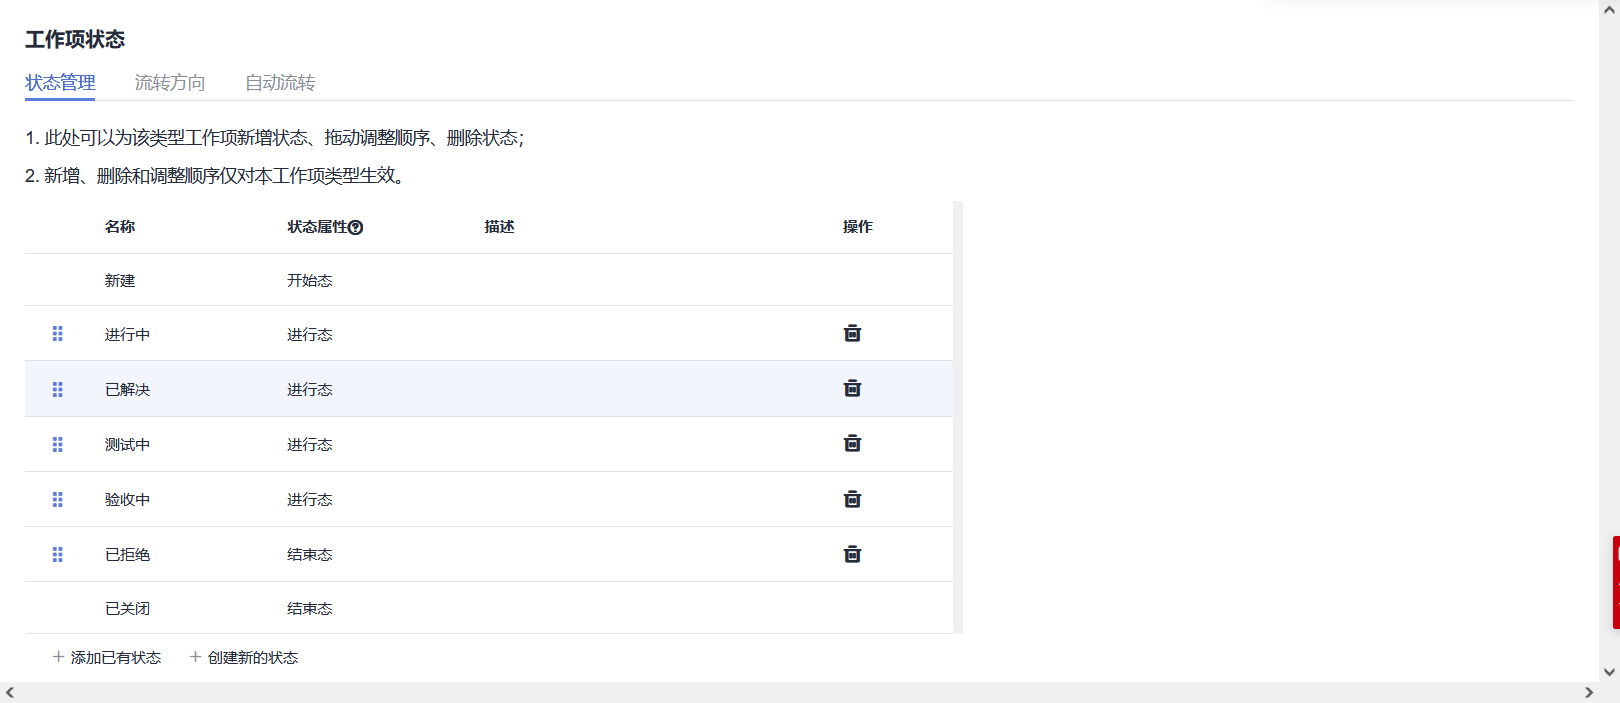 工作项状态
状态管理 流转方向 自动流转
1. 此处可以为该类型工作项新增状态、拖动调整顺序、删除状态；
2. 新增、删除和调整顺序仅对本工作项类型生效。
名称 状态属性 描述 操作
新建 开始态
进行中 进行态
已解决 进行态
测试中 进行态
验收中 进行态
已拒绝 结束态
已关闭 结束态
+ 添加已有状态 + 创建新的状态